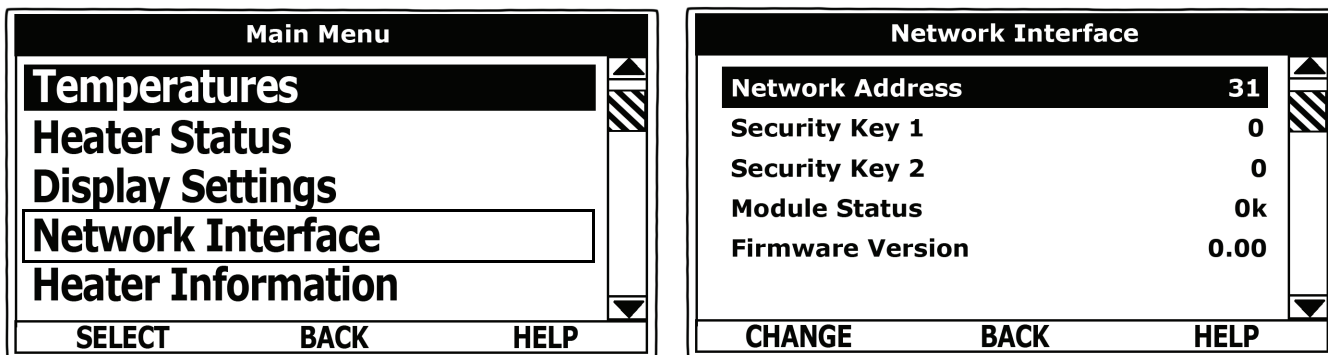 Main Menu
Temperatures
Heater Status
Display Settings
Network Interface
Heater Information
SELECT BACK HELP
Network Interface
Network Address 31
Security Key 1 0
Security Key 2 0
Module Status 0k
Firmware Version 0.00
CHANGE BACK HELP